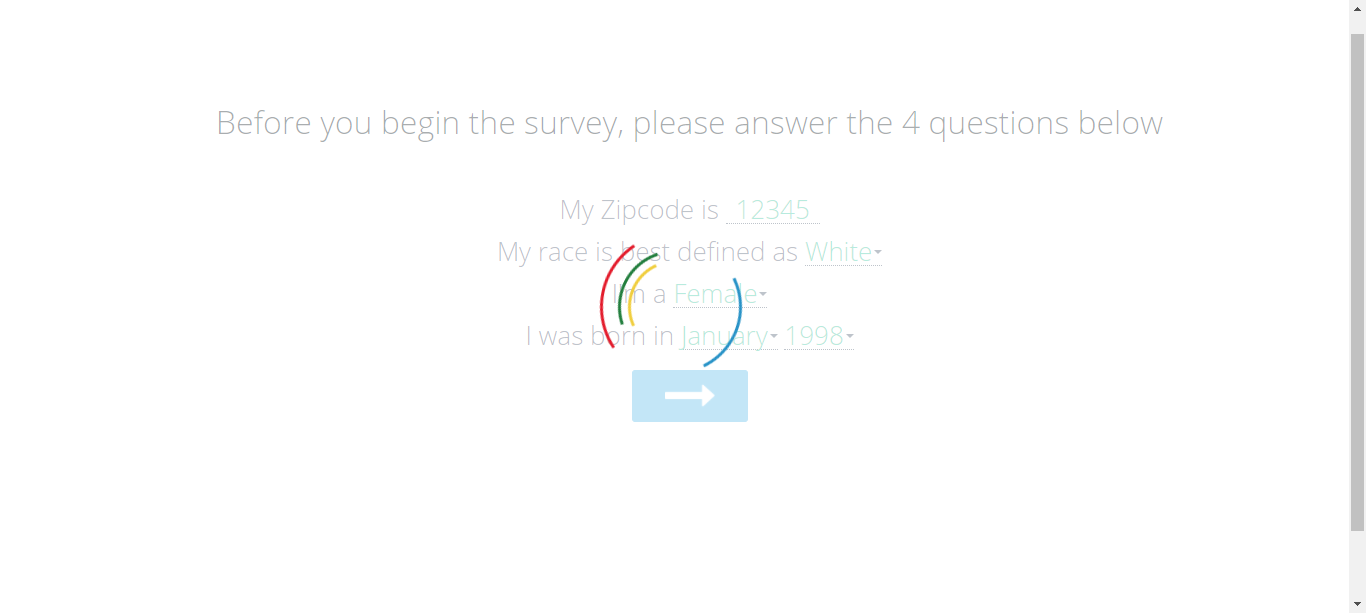 Before you begin the survey, please answer the 4 questions below
My Zipcode is 12345
My race is best defined as White
I'm a Female
I was born in January 1998